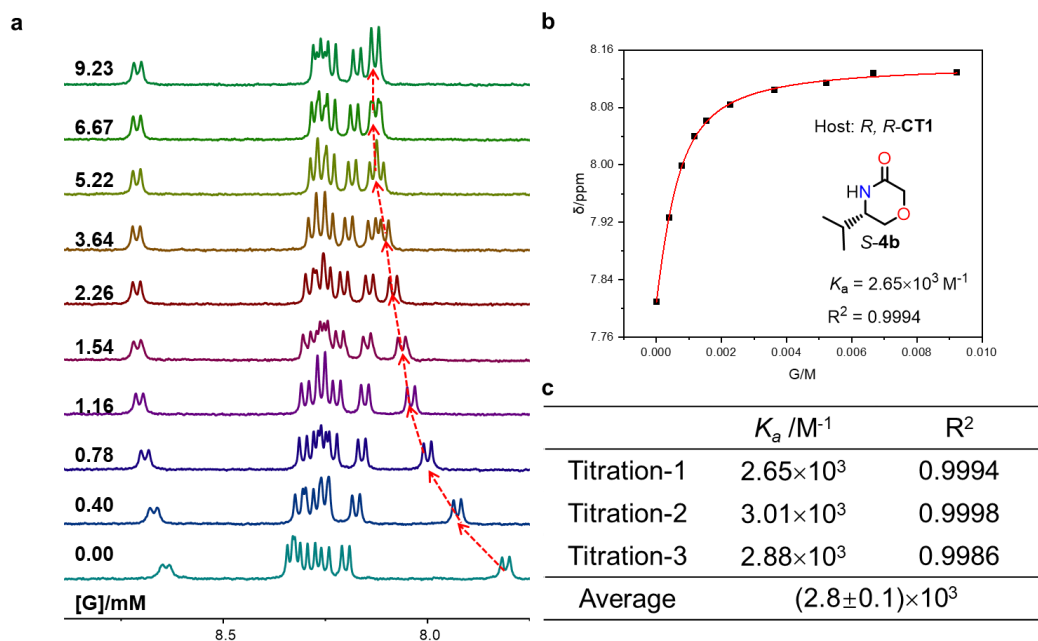 a
9.23
6.67
5.22
3.64
2.26
1.54
1.16
0.78
0.40
0.00
[G]/mM
8.5 8.0
b
8.16
8.08
8.00
7.92
7.84
7.76
δ/ppm
0.000 0.002 0.004 0.006 0.008 0.010
G/M
Host: R, R-CT1
O
HN
O
S-4b
Ka = 2.65×10³ M⁻¹
R² = 0.9994
c
Ka /M⁻¹ R²
Titration-1 2.65×10³ 0.9994
Titration-2 3.01×10³ 0.9998
Titration-3 2.88×10³ 0.9986
Average (2.8±0.1)×10³